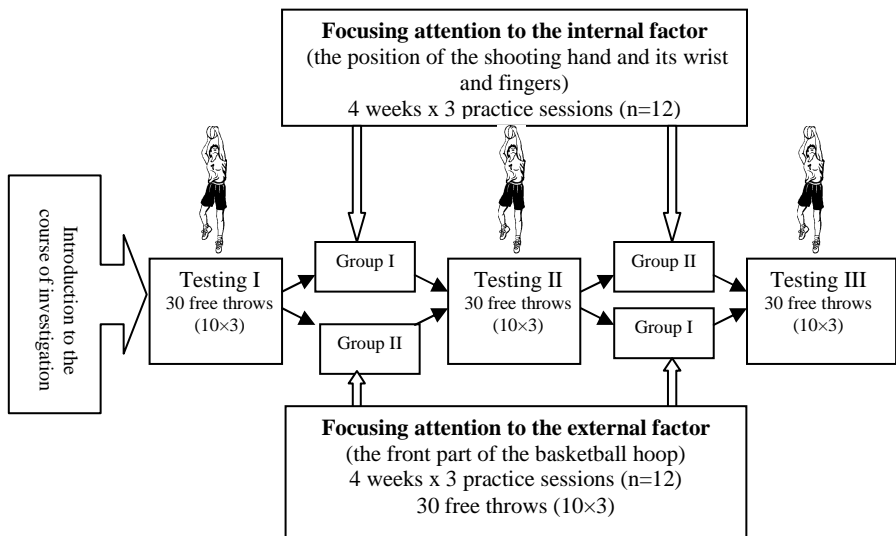 Focusing attention to the internal factor
(the position of the shooting hand and its wrist
and fingers)
4 weeks x 3 practice sessions (n=12)
Introduction to the
course of investigation
Testing I
30 free throws
(10×3)
Group I
Group II
Testing II
30 free throws
(10×3)
Group II
Group I
Testing III
30 free throws
(10×3)
Focusing attention to the external factor
(the front part of the basketball hoop)
4 weeks x 3 practice sessions (n=12)
30 free throws (10×3)